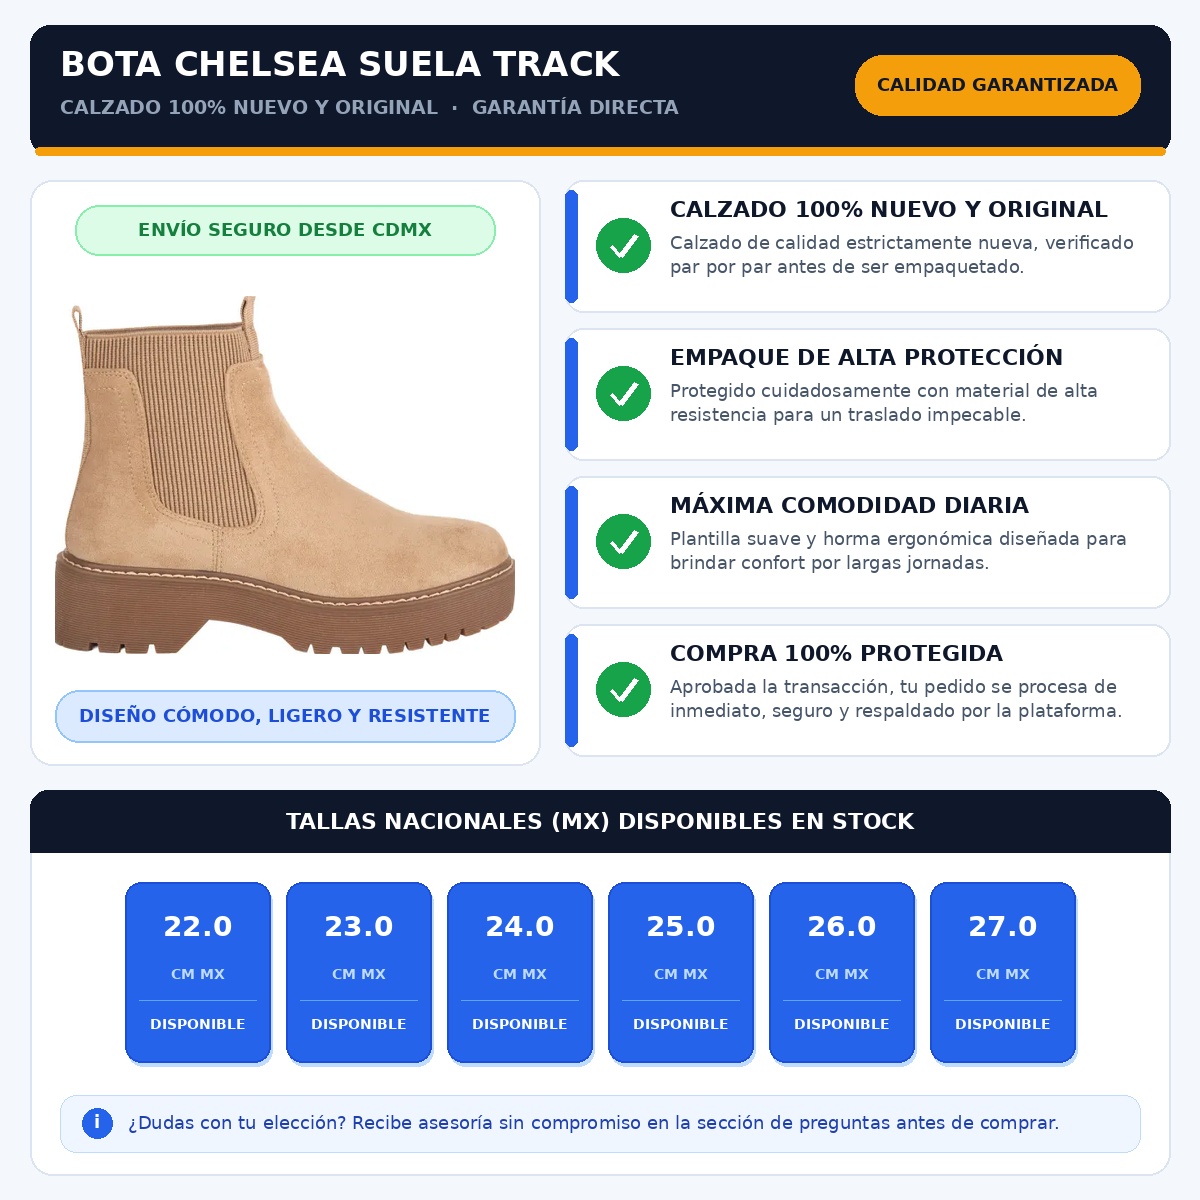 BOTA CHELSEA SUELA TRACK
CALZADO 100% NUEVO Y ORIGINAL · GARANTÍA DIRECTA
CALIDAD GARANTIZADA
ENVÍO SEGURO DESDE CDMX
DISEÑO CÓMODO, LIGERO Y RESISTENTE
CALZADO 100% NUEVO Y ORIGINAL
Calzado de calidad estrictamente nueva, verificado
par por par antes de ser empaquetado.
EMPAQUE DE ALTA PROTECCIÓN
Protegido cuidadosamente con material de alta
resistencia para un traslado impecable.
MÁXIMA COMODIDAD DIARIA
Plantilla suave y horma ergonómica diseñada para
brindar confort por largas jornadas.
COMPRA 100% PROTEGIDA
Aprobada la transacción, tu pedido se procesa de
inmediato, seguro y respaldado por la plataforma.
TALLAS NACIONALES (MX) DISPONIBLES EN STOCK
22.0
CM MX
DISPONIBLE
23.0
CM MX
DISPONIBLE
24.0
CM MX
DISPONIBLE
25.0
CM MX
DISPONIBLE
26.0
CM MX
DISPONIBLE
27.0
CM MX
DISPONIBLE
i ¿Dudas con tu elección? Recibe asesoría sin compromiso en la sección de preguntas antes de comprar.